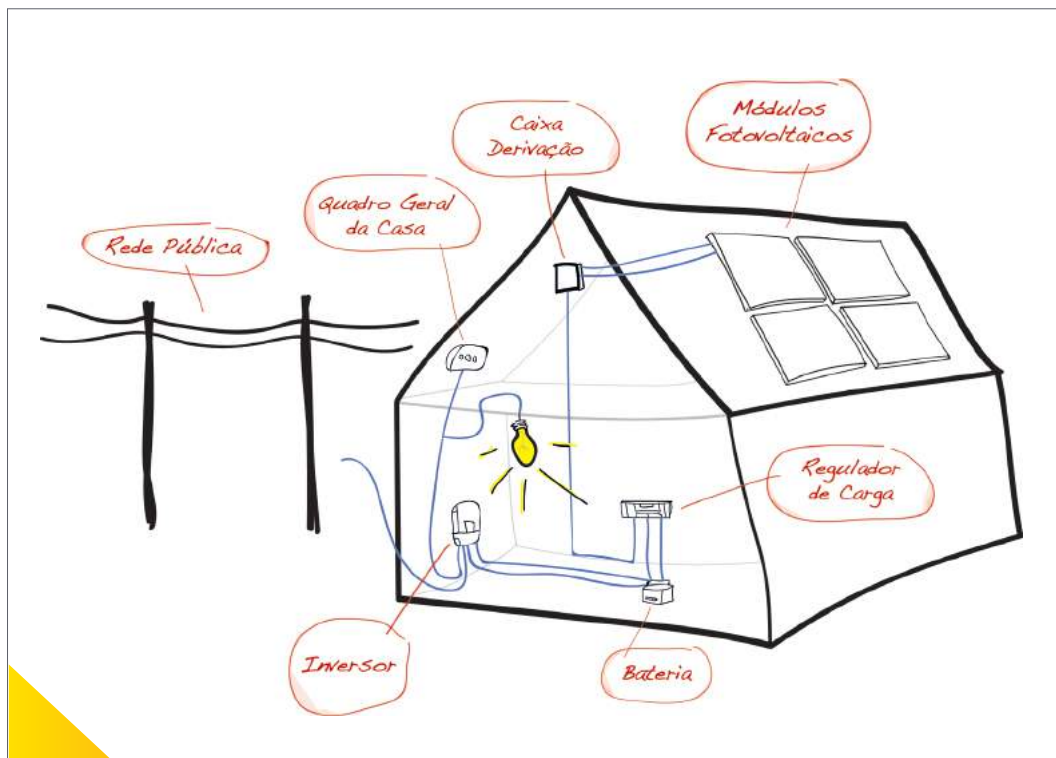 Caixa
Derivação
Módulos
Fotovoltaicos
Quadro Geral
da Casa
Rede Pública
Regulador
de Carga
Inversor
Bateria